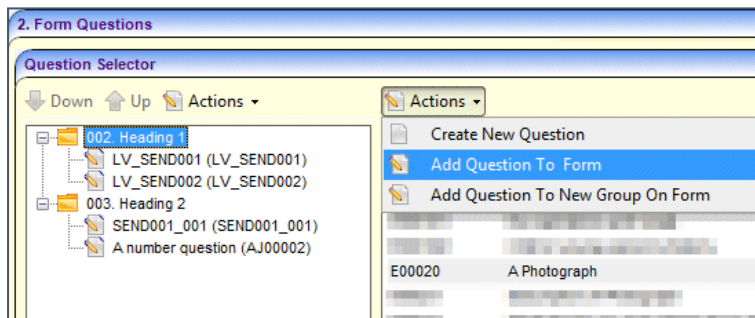 2. Form Questions
Question Selector
Down Up Actions
002. Heading 1
LV_SEND001 (LV_SEND001)
LV_SEND002 (LV_SEND002)
003. Heading 2
SEND001_001 (SEND001_001)
A number question (AJ00002)
Actions
Create New Question
Add Question To Form
Add Question To New Group On Form
E00020 A Photograph